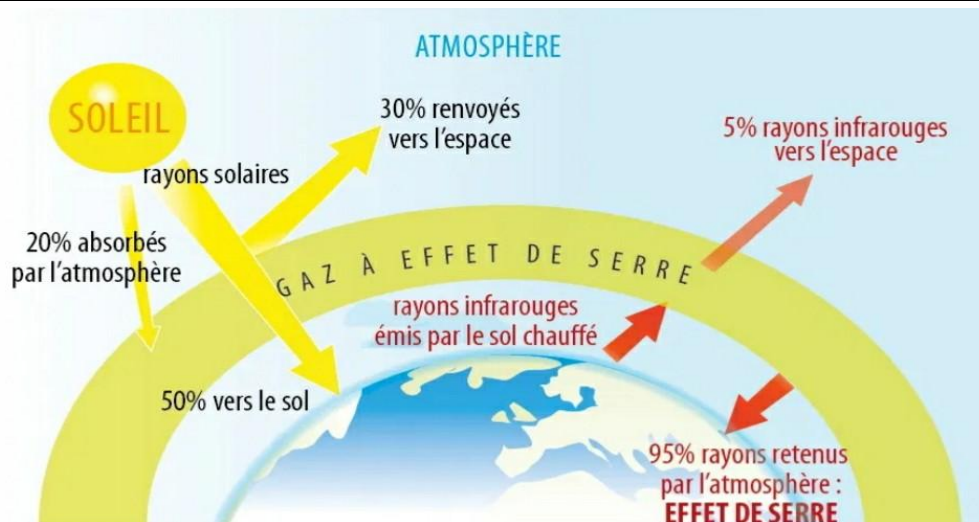 ATMOSPHÈRE
SOLEIL
rayons solaires
30% renvoyés
vers l'espace
5% rayons infrarouges
vers l'espace
20% absorbés
par l'atmosphère
GAZ À EFFET DE SERRE
rayons infrarouges
émis par le sol chauffé
50% vers le sol
95% rayons retenus
par l'atmosphère :
EFFET DE SERRE